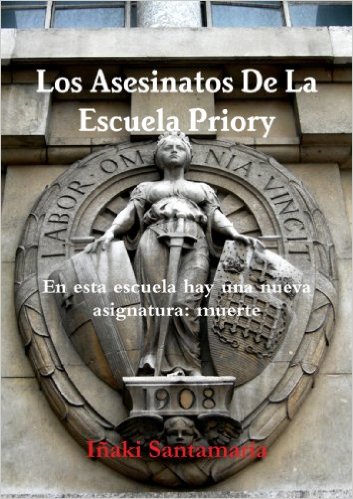 Los Asesinatos De La
Escuela Priory
LABOR · OMNIA · VINCIT
En esta escuela hay una nueva
asignatura: muerte
1908
Iñaki Santamaría